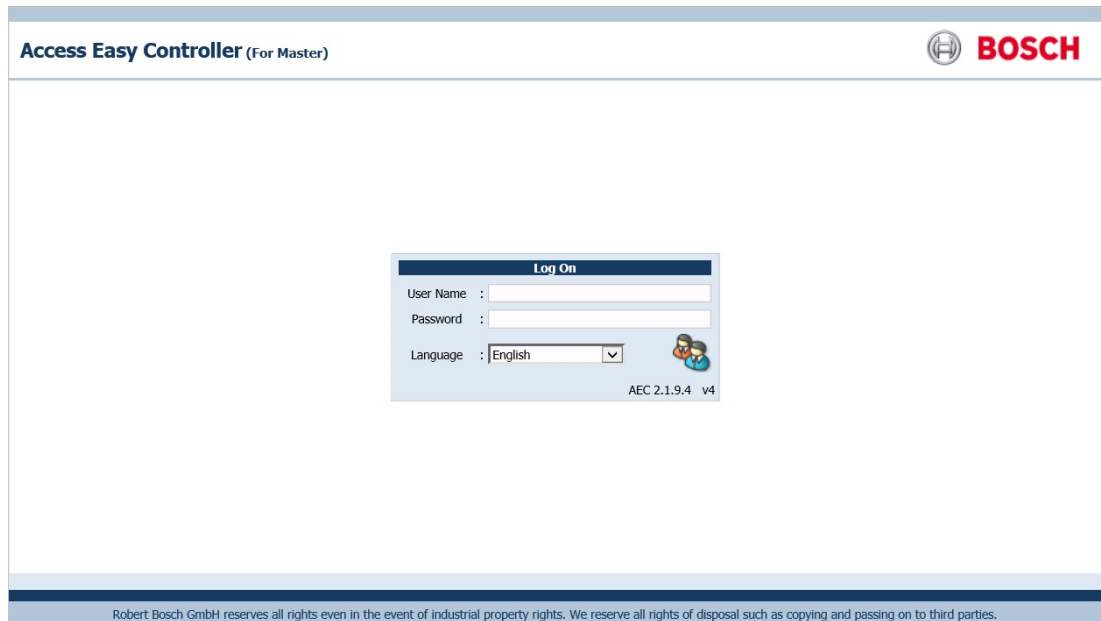 Access Easy Controller (For Master)
BOSCH
Log On
User Name :
Password :
Language : English
AEC 2.1.9.4 v4
Robert Bosch GmbH reserves all rights even in the event of industrial property rights. We reserve all rights of disposal such as copying and passing on to third parties.